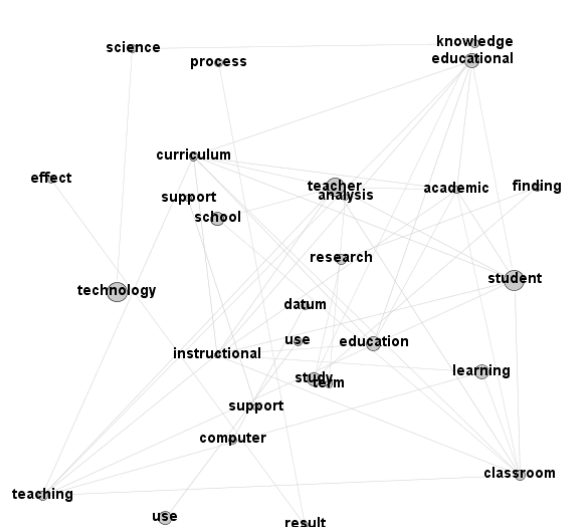 knowledge
science
educational
process
curriculum
effect
teacher
finding
academic
analysis
support
school
research
student
technology
datum
use
education
instructional
learning
study
term
support
computer
classroom
teaching
use
result